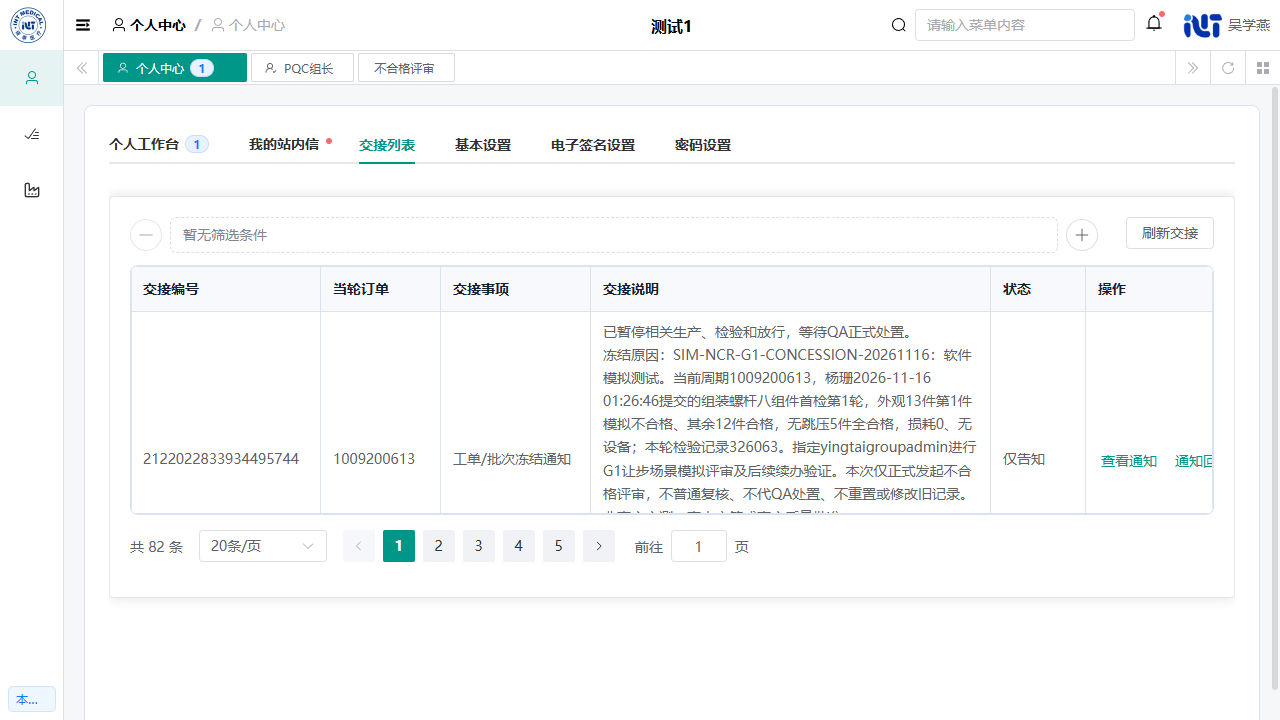 个人中心 / 个人中心
测试1
请输入菜单内容
吴学燕
个人中心 1
PQC组长
不合格评审
个人工作台 1
我的站内信
交接列表
基本设置
电子签名设置
密码设置
暂无筛选条件
刷新交接
交接编号
当轮订单
交接事项
交接说明
状态
操作
2122022833934495744
1009200613
工单/批次冻结通知
已暂停相关生产、检验和放行，等待QA正式处置。
冻结原因：SIM-NCR-G1-CONCESSION-20261116：软件
模拟测试。当前周期1009200613，杨珊2026-11-16
01:26:46提交的组装螺杆八组件首检第1轮，外观13件第1件
模拟不合格、其余12件合格，无跳压5件全合格，损耗0、无
设备；本轮检验记录326063。指定yingtaigroupadmin进行
G1让步场景模拟评审及后续续办验证。本次仅正式发起不合
格评审，不普通复核、不代QA处置、不重置或修改旧记录。
仅告知
查看通知
通知回
共 82 条
20条/页
1
2
3
4
5
前往
1
页
本...